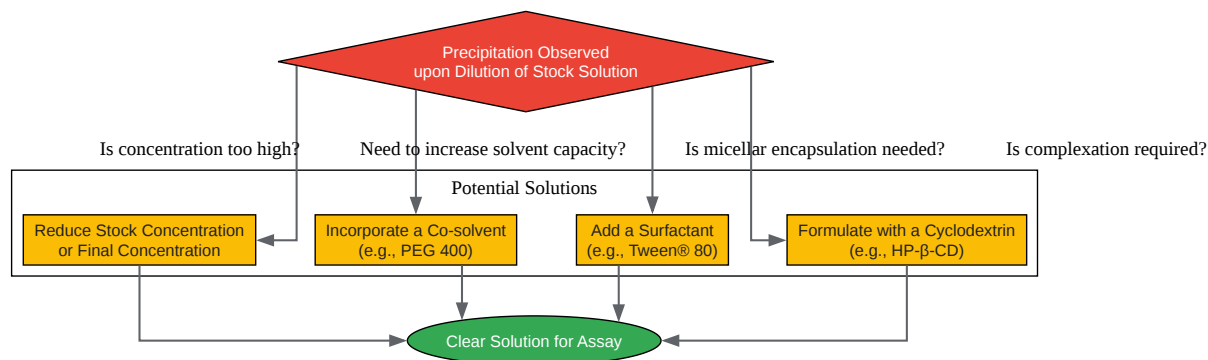 Precipitation Observed
upon Dilution of Stock Solution
Is concentration too high?
Need to increase solvent capacity?
Is micellar encapsulation needed?
Is complexation required?
Potential Solutions
Reduce Stock Concentration
or Final Concentration
Incorporate a Co-solvent
(e.g., PEG 400)
Add a Surfactant
(e.g., Tween® 80)
Formulate with a Cyclodextrin
(e.g., HP-β-CD)
Clear Solution for Assay